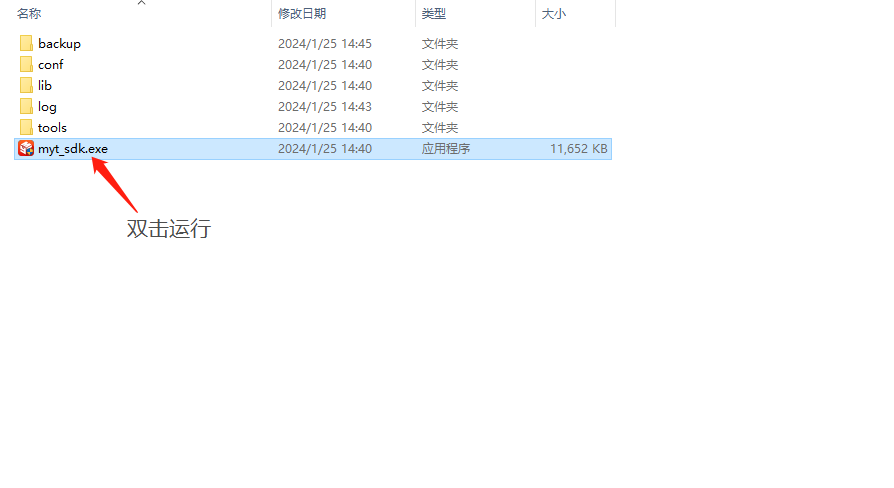 名称 修改日期 类型 大小
backup 2024/1/25 14:45 文件夹
conf 2024/1/25 14:40 文件夹
lib 2024/1/25 14:40 文件夹
log 2024/1/25 14:43 文件夹
tools 2024/1/25 14:40 文件夹
myt_sdk.exe 2024/1/25 14:40 应用程序 11,652 KB
双击运行